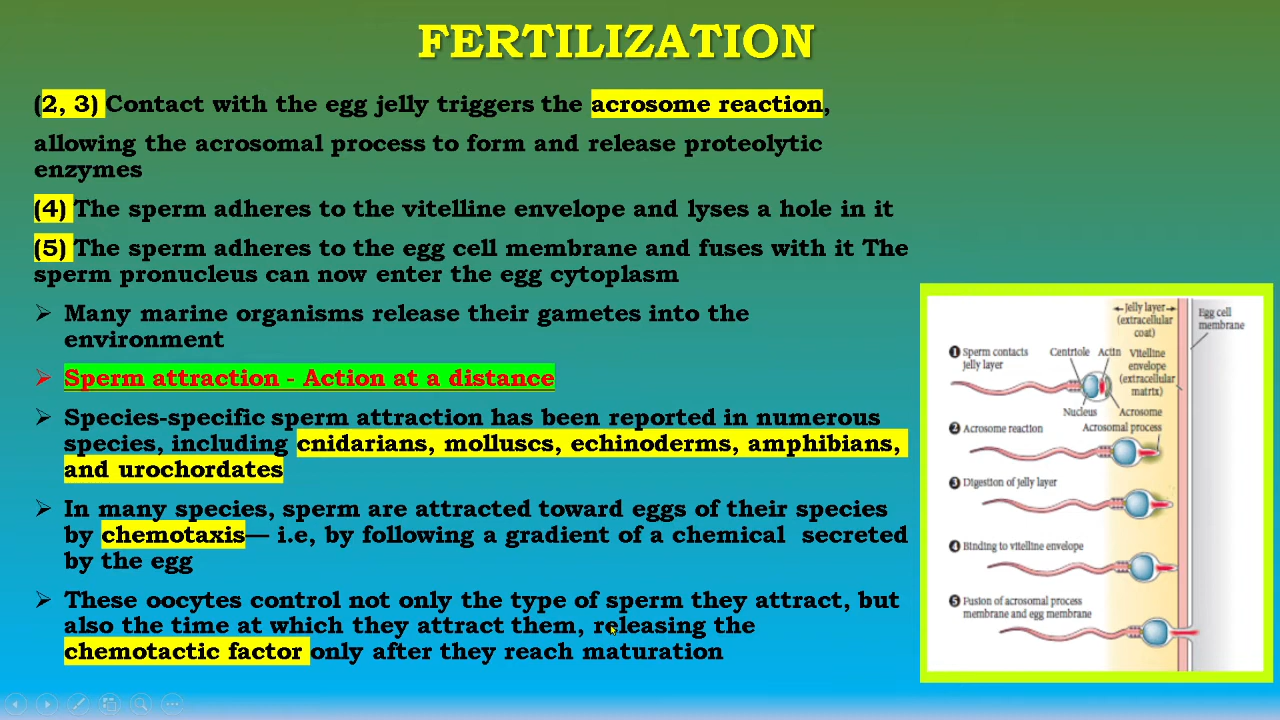 FERTILIZATION
(2, 3) Contact with the egg jelly triggers the acrosome reaction,
allowing the acrosomal process to form and release proteolytic
enzymes
(4) The sperm adheres to the vitelline envelope and lyses a hole in it
(5) The sperm adheres to the egg cell membrane and fuses with it The
sperm pronucleus can now enter the egg cytoplasm
Many marine organisms release their gametes into the
environment
Sperm attraction - Action at a distance
Species-specific sperm attraction has been reported in numerous
species, including cnidarians, molluscs, echinoderms, amphibians,
and urochordates
In many species, sperm are attracted toward eggs of their species
by chemotaxis— i.e, by following a gradient of a chemical secreted
by the egg
These oocytes control not only the type of sperm they attract, but
also the time at which they attract them, releasing the
chemotactic factor only after they reach maturation
Jelly layer
(extracellular
coat)
Egg cell
membrane
1 Sperm contacts
jelly layer
Centriole
Actin
Vitelline
envelope
(extracellular
matrix)
Nucleus
Acrosome
2 Acrosome reaction
Acrosomal process
3 Digestion of jelly layer
4 Binding to vitelline envelope
5 Fusion of acrosomal process
membrane and egg membrane